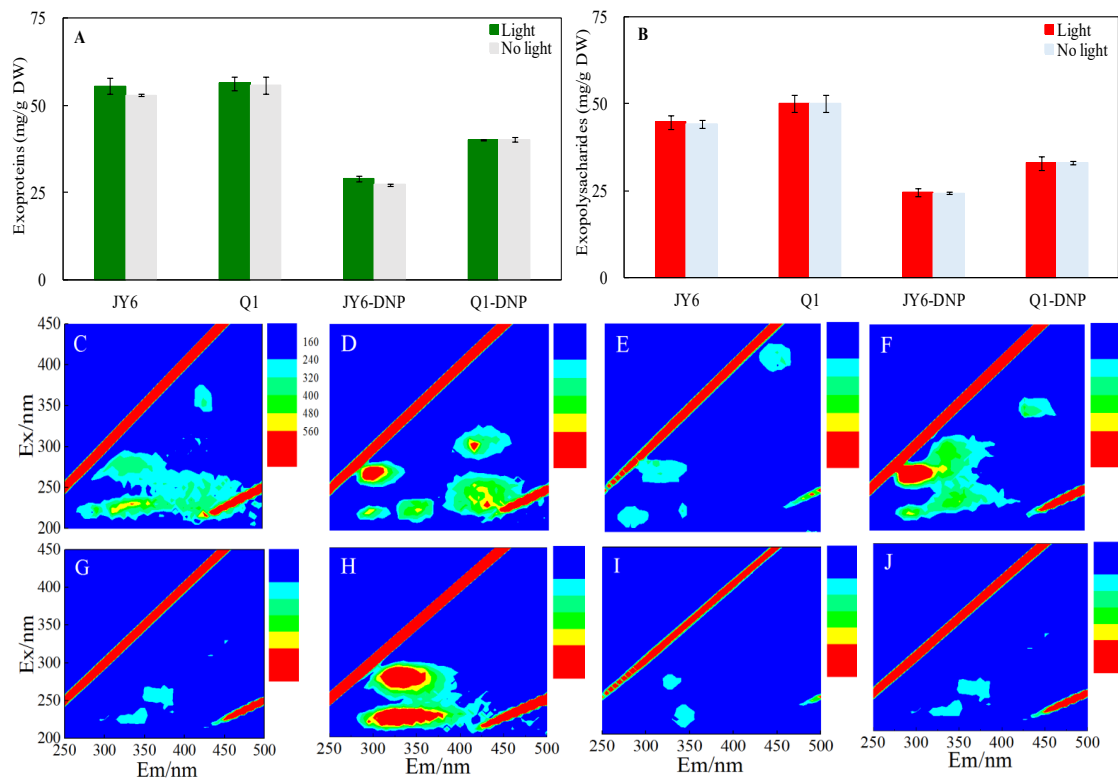 75
A
Light
No light
50
25
0
Exoproteins (mg/g DW)
JY6
Q1
JY6-DNP
Q1-DNP
75
B
Light
No light
50
25
0
Exopolysacharides (mg/g DW)
JY6
Q1
JY6-DNP
Q1-DNP
450
400
350
300
250
200
Ex/nm
C
160
240
320
400
480
560
D
E
F
450
400
350
300
250
200
Ex/nm
G
H
I
J
250 300 350 400 450 500
300 350 400 450 500
250 300 350 400 450 500
250 300 350 400 450 500
Em/nm
Em/nm
Em/nm
Em/nm